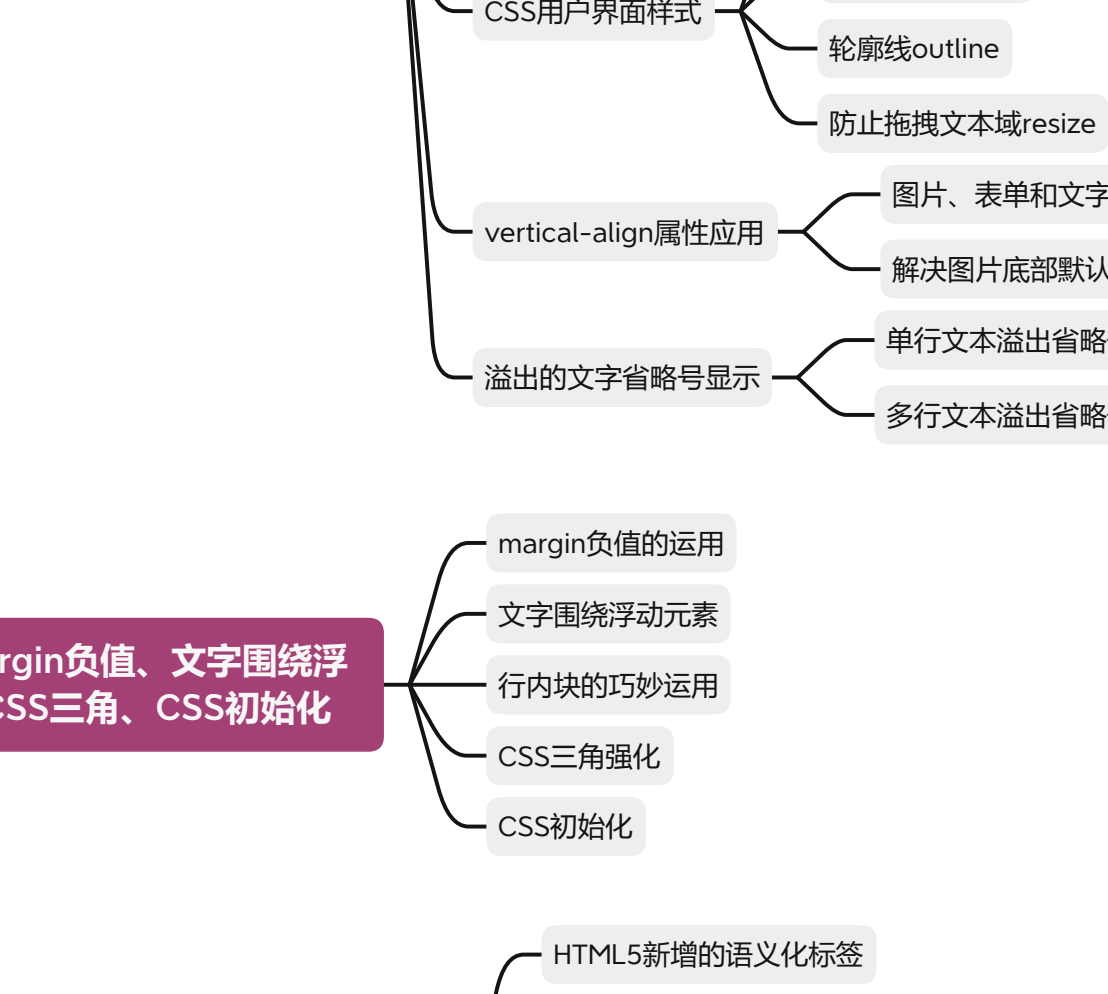 CSS用户界面样式
轮廓线outline
防止拖拽文本域resize
vertical-align属性应用
图片、表单和文字
解决图片底部默认
溢出的文字省略号显示
单行文本溢出省略
多行文本溢出省略
rgin负值、文字围绕浮
CSS三角、CSS初始化
margin负值的运用
文字围绕浮动元素
行内块的巧妙运用
CSS三角强化
CSS初始化
HTML5新增的语义化标签